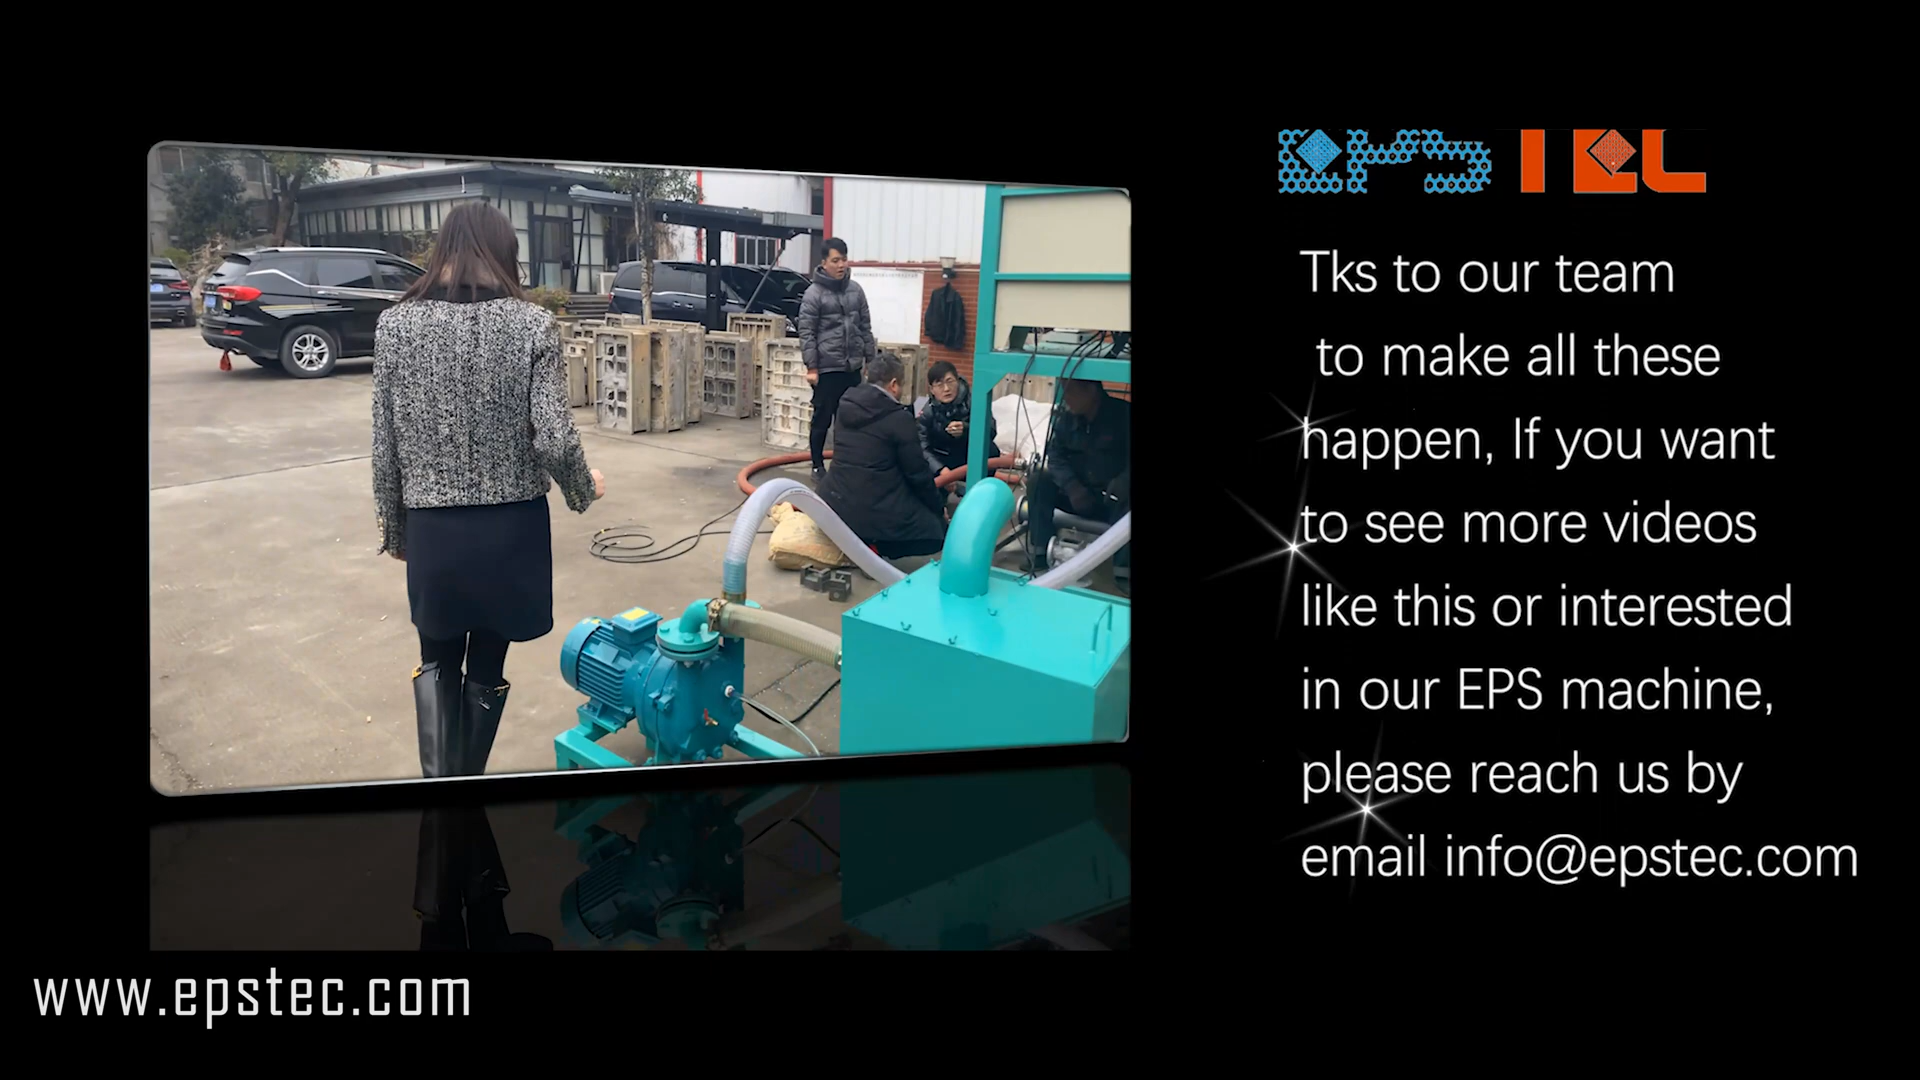 EPS TEC
Tks to our team
to make all these
happen, If you want
to see more videos
like this or interested
in our EPS machine,
please reach us by
email info@epstec.com
www.epstec.com